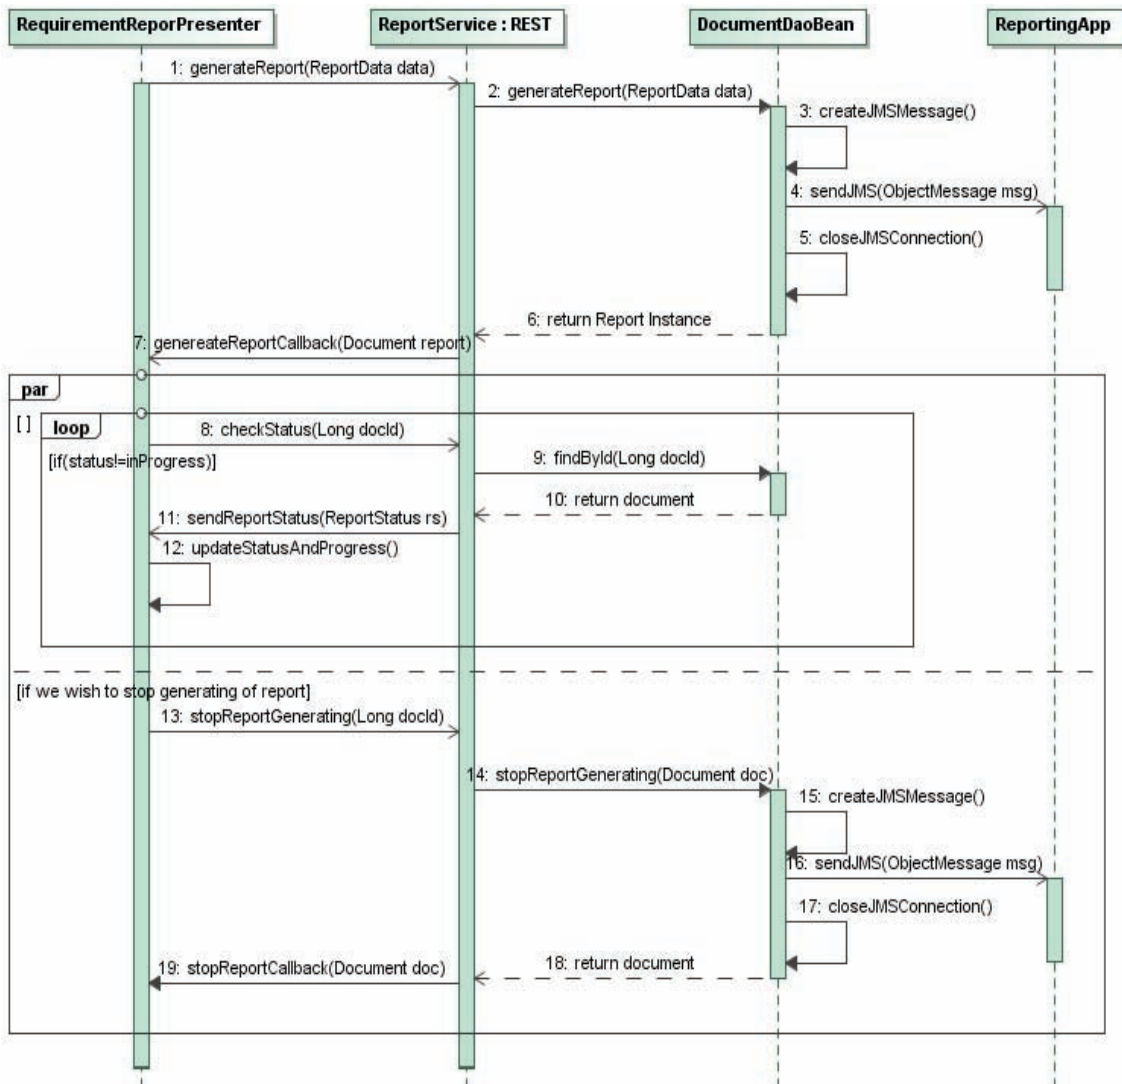 RequirementReporPresenter
ReportService : REST
DocumentDaoBean
ReportingApp
1: generateReport(ReportData data)
2: generateReport(ReportData data)
3: createJMSMessage()
4: sendJMS(ObjectMessage msg)
5: closeJMSConnection()
6: return Report Instance
7: genereateReportCallback(Document report)
par
[ ]
loop
8: checkStatus(Long docId)
[if(status!=inProgress)]
9: findById(Long docId)
10: return document
11: sendReportStatus(ReportStatus rs)
12: updateStatusAndProgress()
[if we wish to stop generating of report]
13: stopReportGenerating(Long docId)
14: stopReportGenerating(Document doc)
15: createJMSMessage()
16: sendJMS(ObjectMessage msg)
17: closeJMSConnection()
18: return document
19: stopReportCallback(Document doc)